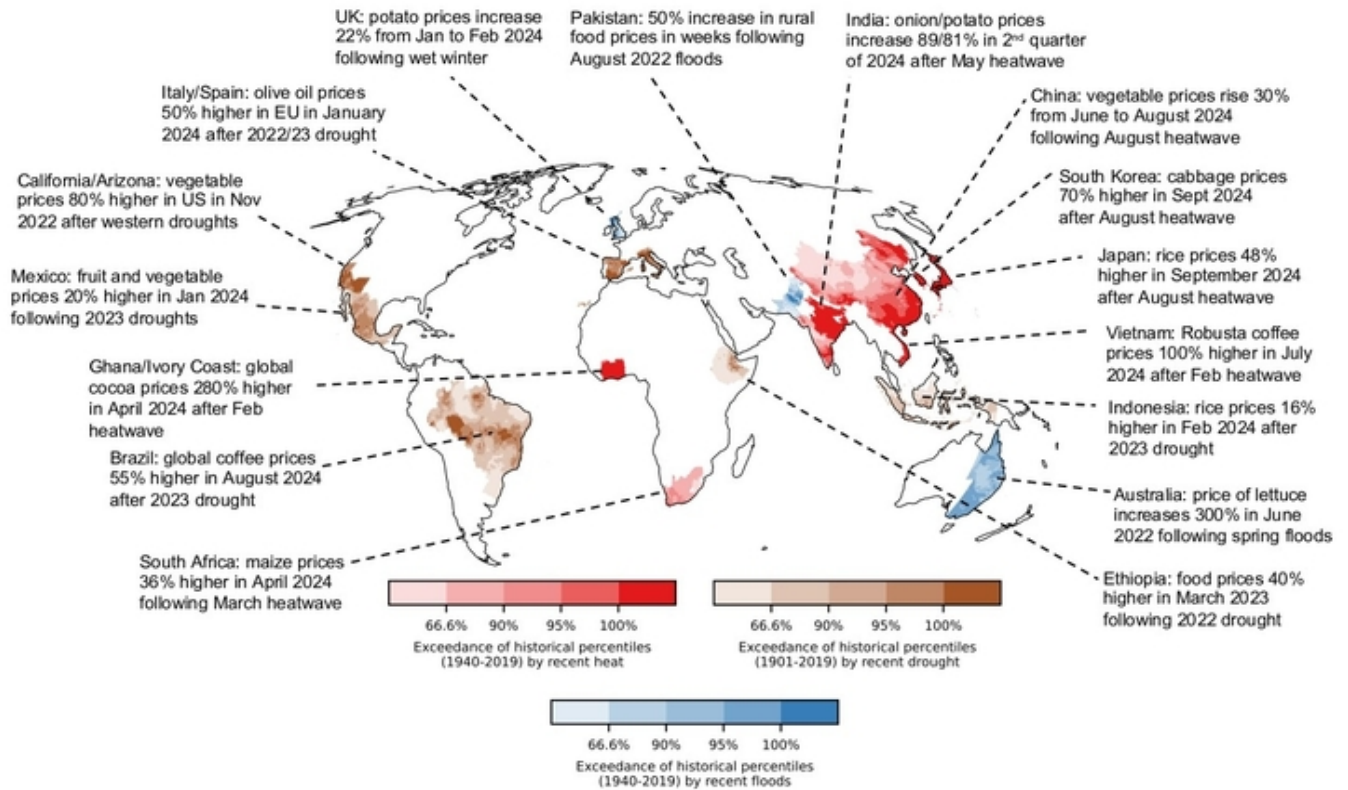 UK: potato prices increase
22% from Jan to Feb 2024
following wet winter
Pakistan: 50% increase in rural
food prices in weeks following
August 2022 floods
India: onion/potato prices
increase 89/81% in 2nd quarter
of 2024 after May heatwave
Italy/Spain: olive oil prices
50% higher in EU in January
2024 after 2022/23 drought
China: vegetable prices rise 30%
from June to August 2024
following August heatwave
California/Arizona: vegetable
prices 80% higher in US in Nov
2022 after western droughts
South Korea: cabbage prices
70% higher in Sept 2024
after August heatwave
Mexico: fruit and vegetable
prices 20% higher in Jan 2024
following 2023 droughts
Japan: rice prices 48%
higher in September 2024
after August heatwave
Ghana/Ivory Coast: global
cocoa prices 280% higher
in April 2024 after Feb
heatwave
Vietnam: Robusta coffee
prices 100% higher in July
2024 after Feb heatwave
Indonesia: rice prices 16%
higher in Feb 2024 after
2023 drought
Brazil: global coffee prices
55% higher in August 2024
after 2023 drought
Australia: price of lettuce
increases 300% in June
2022 following spring floods
South Africa: maize prices
36% higher in April 2024
following March heatwave
Ethiopia: food prices 40%
higher in March 2023
following 2022 drought
66.6% 90% 95% 100%
Exceedance of historical percentiles
(1940-2019) by recent heat
66.6% 90% 95% 100%
Exceedance of historical percentiles
(1901-2019) by recent drought
66.6% 90% 95% 100%
Exceedance of historical percentiles
(1940-2019) by recent floods